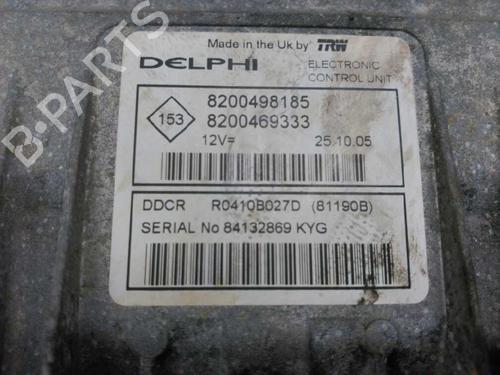 Made in the Uk by TRW
DELPHI
ELECTRONIC
CONTROL UNIT
153
8200498185
8200469333
12V= 25.10.05
DDCR R0410B027D (81190B)
SERIAL No 84132869 KYG
B-PARTS